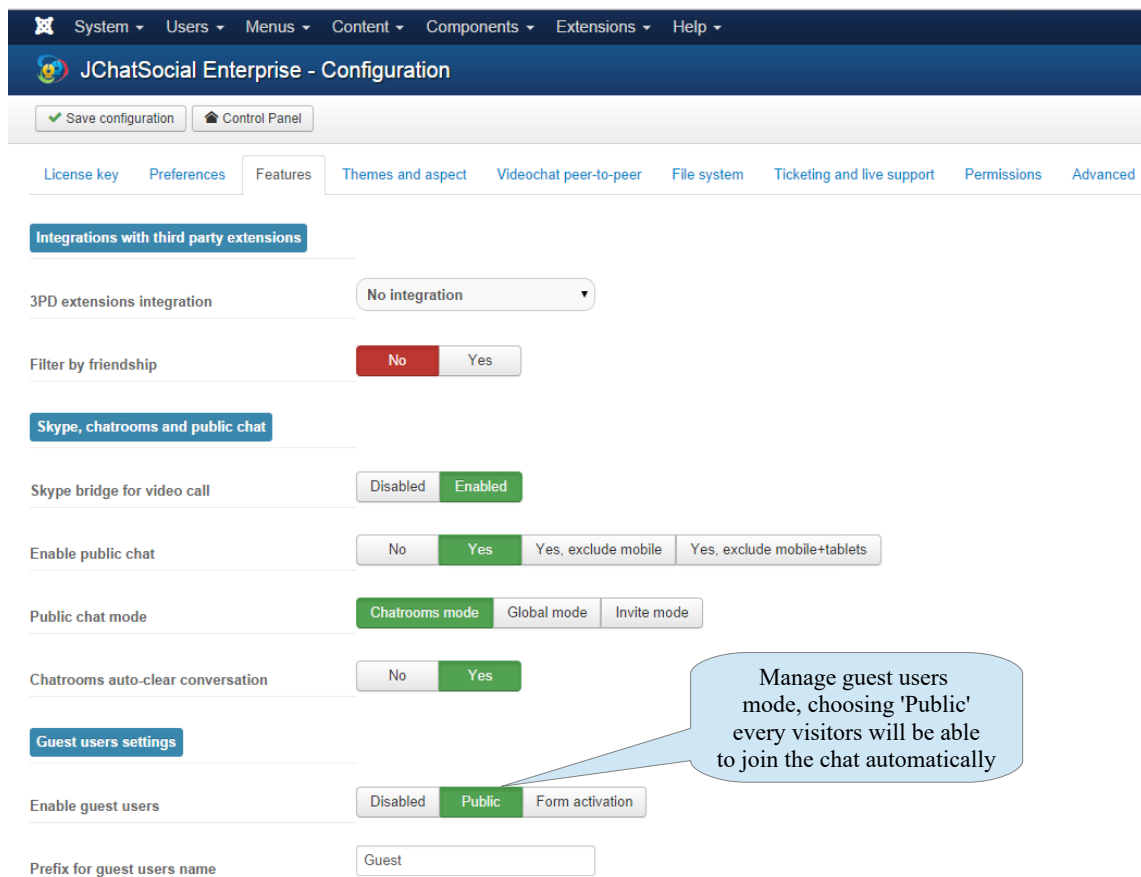 System Users Menus Content Components Extensions Help
JChatSocial Enterprise - Configuration
Save configuration Control Panel
License key Preferences Features Themes and aspect Videochat peer-to-peer File system Ticketing and live support Permissions Advanced
Integrations with third party extensions
3PD extensions integration No integration
Filter by friendship No Yes
Skype, chatrooms and public chat
Skype bridge for video call Disabled Enabled
Enable public chat No Yes Yes, exclude mobile Yes, exclude mobile+tablets
Public chat mode Chatrooms mode Global mode Invite mode
Chatrooms auto-clear conversation No Yes
Manage guest users
mode, choosing 'Public'
every visitors will be able
to join the chat automatically
Guest users settings
Enable guest users Disabled Public Form activation
Prefix for guest users name Guest